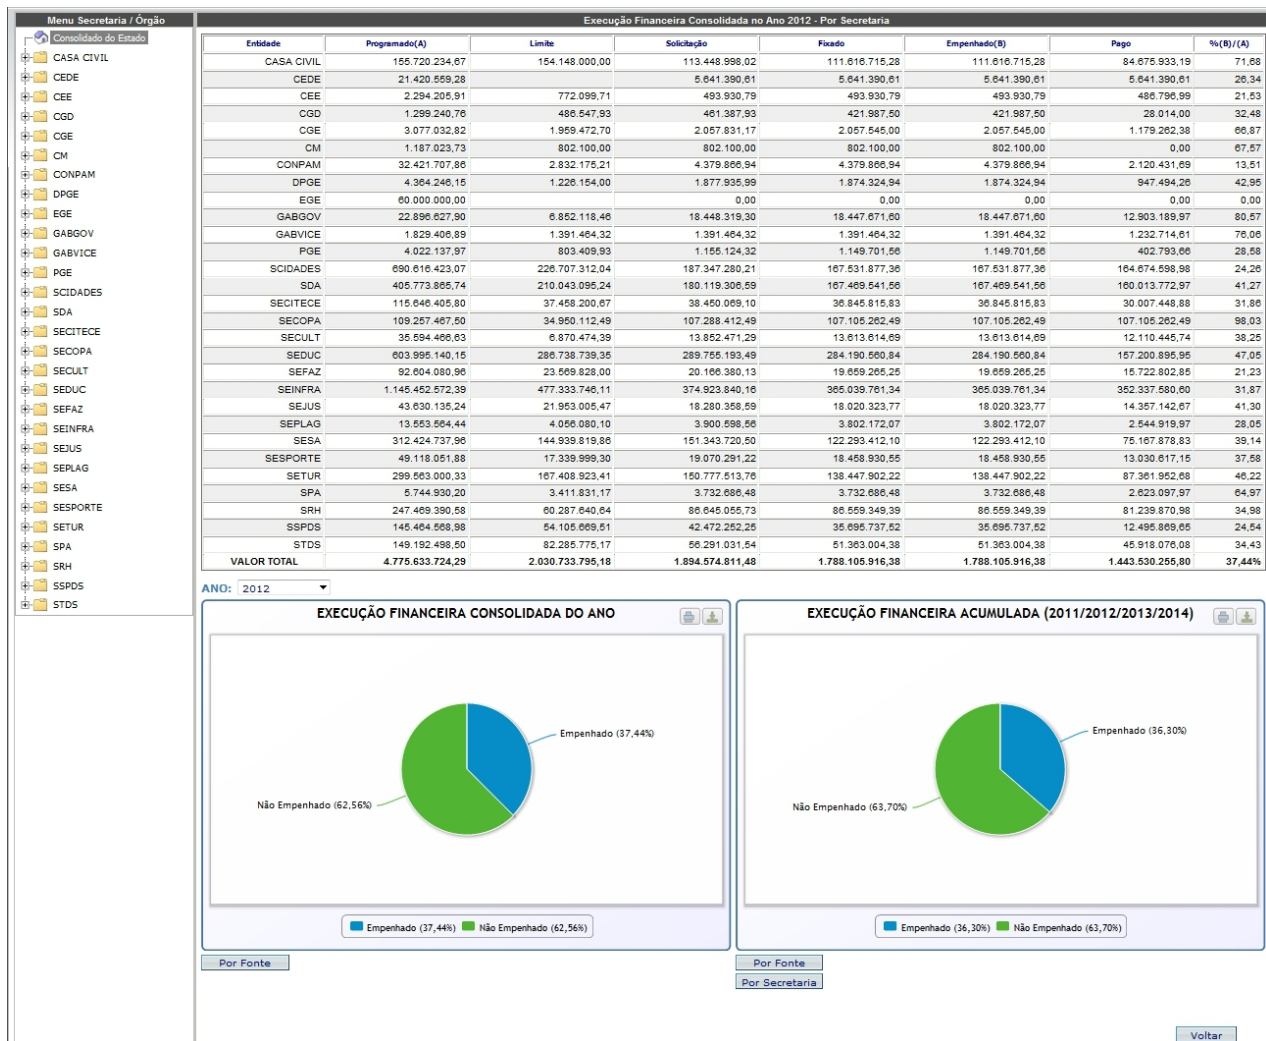 Menu Secretaria / Órgão
Consolidado do Estado
CASA CIVIL
CEDE
CEE
CGD
CGE
CM
CONPAM
DPGE
EGE
GABGOV
GABVICE
PGE
SCIDADES
SDA
SECITECE
SECOPA
SECULT
SEDUC
SEFAZ
SEINFRA
SEJUS
SEPLAG
SESA
SESPORTE
SETUR
SPA
SRH
SSPDS
STDS
Execução Financeira Consolidada no Ano 2012 - Por Secretaria
Entidade Programado(A) Limite Solicitação Fixado Empenhado(B) Pago %(B)/(A)
CASA CIVIL 155.720.234,67 154.148.000,00 113.448.998,02 111.616.715,28 111.616.715,28 84.675.933,19 71,68
CEDE 21.420.559,28 5.641.390,61 5.641.390,61 5.641.390,61 5.641.390,61 26,34
CEE 2.294.205,91 772.099,71 493.930,79 493.930,79 493.930,79 486.796,99 21,53
CGD 1.299.240,76 486.547,93 461.387,93 421.987,50 421.987,50 28.014,00 32,48
CGE 3.077.032,82 1.959.472,70 2.057.831,17 2.057.545,00 2.057.545,00 1.179.262,38 66,87
CM 1.187.023,73 802.100,00 802.100,00 802.100,00 802.100,00 0,00 67,57
CONPAM 32.421.707,86 2.832.175,21 4.379.866,94 4.379.866,94 4.379.866,94 2.120.431,69 13,51
DPGE 4.364.246,15 1.226.154,00 1.877.935,99 1.874.324,94 1.874.324,94 947.494,26 42,95
EGE 60.000.000,00 0,00 0,00 0,00 0,00 0,00
GABGOV 22.896.627,90 6.852.118,46 18.448.319,30 18.447.671,60 18.447.671,60 12.903.189,97 80,57
GABVICE 1.829.406,89 1.391.464,32 1.391.464,32 1.391.464,32 1.391.464,32 1.232.714,61 76,06
PGE 4.022.137,97 803.409,93 1.155.124,32 1.149.701,56 1.149.701,56 402.793,66 28,58
SCIDADES 690.616.423,07 226.707.312,04 187.347.280,21 167.531.877,36 167.531.877,36 164.674.598,98 24,26
SDA 405.773.865,74 210.043.095,24 180.119.306,59 167.469.541,56 167.469.541,56 160.013.772,97 41,27
SECITECE 115.646.405,80 37.458.200,67 38.450.069,10 36.845.815,83 36.845.815,83 30.007.448,88 31,86
SECOPA 109.257.467,50 34.950.112,49 107.288.412,49 107.105.262,49 107.105.262,49 107.105.262,49 98,03
SECULT 35.594.466,63 6.870.474,39 13.852.471,29 13.613.614,69 13.613.614,69 12.110.445,74 38,25
SEDUC 603.995.140,15 286.738.739,35 289.755.193,49 284.190.560,84 284.190.560,84 157.200.895,95 47,05
SEFAZ 92.604.080,96 23.569.828,00 20.166.380,13 19.659.265,25 19.659.265,25 15.722.802,85 21,23
SEINFRA 1.145.452.572,39 477.333.746,11 374.923.840,16 365.039.761,34 365.039.761,34 352.337.580,60 31,87
SEJUS 43.630.135,24 21.953.005,47 18.280.358,59 18.020.323,77 18.020.323,77 14.357.142,67 41,30
SEPLAG 13.553.564,44 4.056.080,10 3.900.598,56 3.802.172,07 3.802.172,07 2.544.919,97 28,05
SESA 312.424.737,96 144.939.819,86 151.343.720,50 122.293.412,10 122.293.412,10 75.167.878,83 39,14
SESPORTE 49.118.051,88 17.339.999,30 19.070.291,22 18.458.930,55 18.458.930,55 13.030.617,15 37,58
SETUR 299.563.000,33 167.408.923,41 150.777.513,76 138.447.902,22 138.447.902,22 87.361.952,68 46,22
SPA 5.744.930,20 3.411.831,17 3.732.686,48 3.732.686,48 3.732.686,48 2.623.097,97 64,97
SRH 247.469.390,58 60.287.640,64 86.645.055,73 86.559.349,39 86.559.349,39 81.239.870,98 34,98
SSPDS 145.464.568,98 54.105.669,51 42.472.252,25 35.695.737,52 35.695.737,52 12.495.869,65 24,54
STDS 149.192.498,50 82.285.775,17 56.291.031,54 51.363.004,38 51.363.004,38 45.918.076,08 34,43
VALOR TOTAL 4.775.633.724,29 2.030.733.795,18 1.894.574.811,48 1.788.105.916,38 1.788.105.916,38 1.443.530.255,80 37,44%
ANO: 2012
EXECUÇÃO FINANCEIRA CONSOLIDADA DO ANO
Empenhado (37,44%)
Não Empenhado (62,56%)
Empenhado (37,44%) Não Empenhado (62,56%)
Por Fonte
EXECUÇÃO FINANCEIRA ACUMULADA (2011/2012/2013/2014)
Empenhado (36,30%)
Não Empenhado (63,70%)
Empenhado (36,30%) Não Empenhado (63,70%)
Por Fonte
Por Secretaria
Voltar